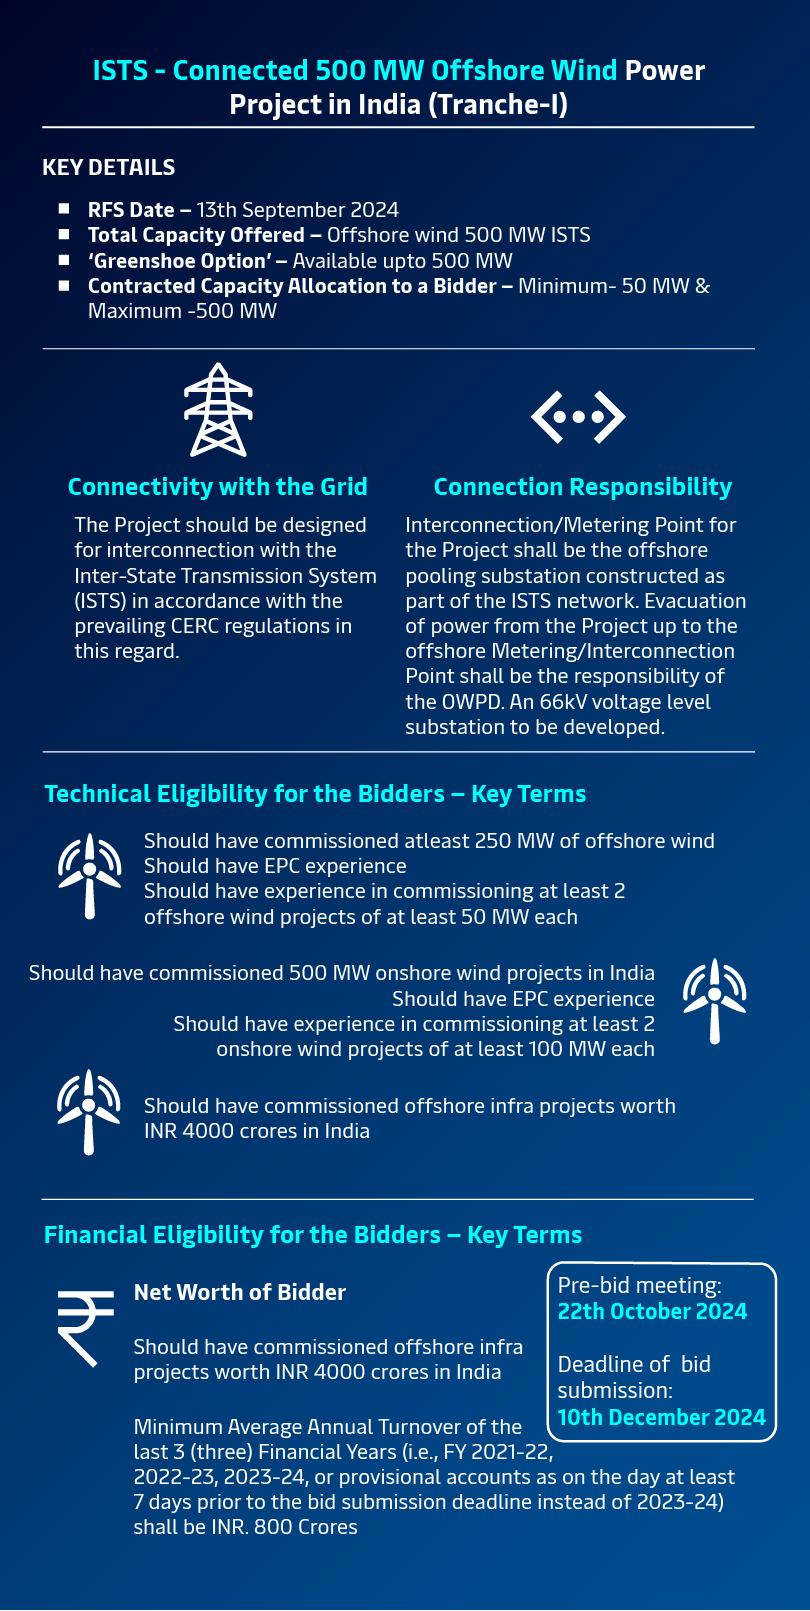 ISTS - Connected 500 MW Offshore Wind Power
Project in India (Tranche-I)
KEY DETAILS
RFS Date – 13th September 2024
Total Capacity Offered – Offshore wind 500 MW ISTS
‘Greenshoe Option’ – Available upto 500 MW
Contracted Capacity Allocation to a Bidder – Minimum- 50 MW &
Maximum -500 MW
Connectivity with the Grid
The Project should be designed
for interconnection with the
Inter-State Transmission System
(ISTS) in accordance with the
prevailing CERC regulations in
this regard.
Connection Responsibility
Interconnection/Metering Point for
the Project shall be the offshore
pooling substation constructed as
part of the ISTS network. Evacuation
of power from the Project up to the
offshore Metering/Interconnection
Point shall be the responsibility of
the OWPD. An 66kV voltage level
substation to be developed.
Technical Eligibility for the Bidders – Key Terms
Should have commissioned atleast 250 MW of offshore wind
Should have EPC experience
Should have experience in commissioning at least 2
offshore wind projects of at least 50 MW each
Should have commissioned 500 MW onshore wind projects in India
Should have EPC experience
Should have experience in commissioning at least 2
onshore wind projects of at least 100 MW each
Should have commissioned offshore infra projects worth
INR 4000 crores in India
Financial Eligibility for the Bidders – Key Terms
Net Worth of Bidder
Should have commissioned offshore infra
projects worth INR 4000 crores in India
Minimum Average Annual Turnover of the
last 3 (three) Financial Years (i.e., FY 2021-22,
2022-23, 2023-24, or provisional accounts as on the day at least
7 days prior to the bid submission deadline instead of 2023-24)
shall be INR. 800 Crores
Pre-bid meeting:
22th October 2024
Deadline of bid
submission:
10th December 2024